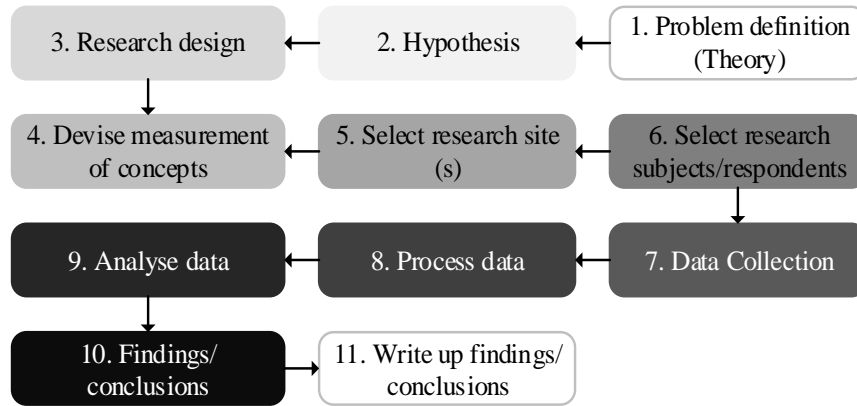 3. Research design
2. Hypothesis
1. Problem definition
(Theory)
4. Devise measurement
of concepts
5. Select research site
(s)
6. Select research
subjects/respondents
9. Analyse data
8. Process data
7. Data Collection
10. Findings/
conclusions
11. Write up findings/
conclusions